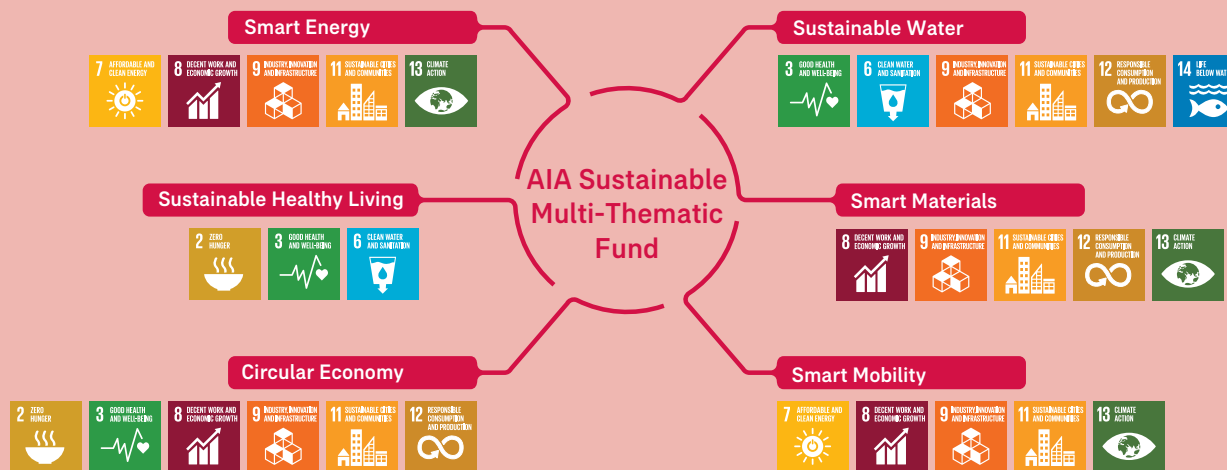 Smart Energy
7 AFFORDABLE AND
CLEAN ENERGY
8 DECENT WORK AND
ECONOMIC GROWTH
9 INDUSTRY, INNOVATION
AND INFRASTRUCTURE
11 SUSTAINABLE CITIES
AND COMMUNITIES
13 CLIMATE
ACTION
Sustainable Water
3 GOOD HEALTH
AND WELL-BEING
6 CLEAN WATER
AND SANITATION
9 INDUSTRY, INNOVATION
AND INFRASTRUCTURE
11 SUSTAINABLE CITIES
AND COMMUNITIES
12 RESPONSIBLE
CONSUMPTION
AND PRODUCTION
14 LIFE
BELOW WAT
AIA Sustainable
Multi-Thematic
Fund
Sustainable Healthy Living
2 ZERO
HUNGER
3 GOOD HEALTH
AND WELL-BEING
6 CLEAN WATER
AND SANITATION
Smart Materials
8 DECENT WORK AND
ECONOMIC GROWTH
9 INDUSTRY, INNOVATION
AND INFRASTRUCTURE
11 SUSTAINABLE CITIES
AND COMMUNITIES
12 RESPONSIBLE
CONSUMPTION
AND PRODUCTION
13 CLIMATE
ACTION
Circular Economy
2 ZERO
HUNGER
3 GOOD HEALTH
AND WELL-BEING
8 DECENT WORK AND
ECONOMIC GROWTH
9 INDUSTRY, INNOVATION
AND INFRASTRUCTURE
11 SUSTAINABLE CITIES
AND COMMUNITIES
12 RESPONSIBLE
CONSUMPTION
AND PRODUCTION
Smart Mobility
7 AFFORDABLE AND
CLEAN ENERGY
8 DECENT WORK AND
ECONOMIC GROWTH
9 INDUSTRY, INNOVATION
AND INFRASTRUCTURE
11 SUSTAINABLE CITIES
AND COMMUNITIES
13 CLIMATE
ACTION